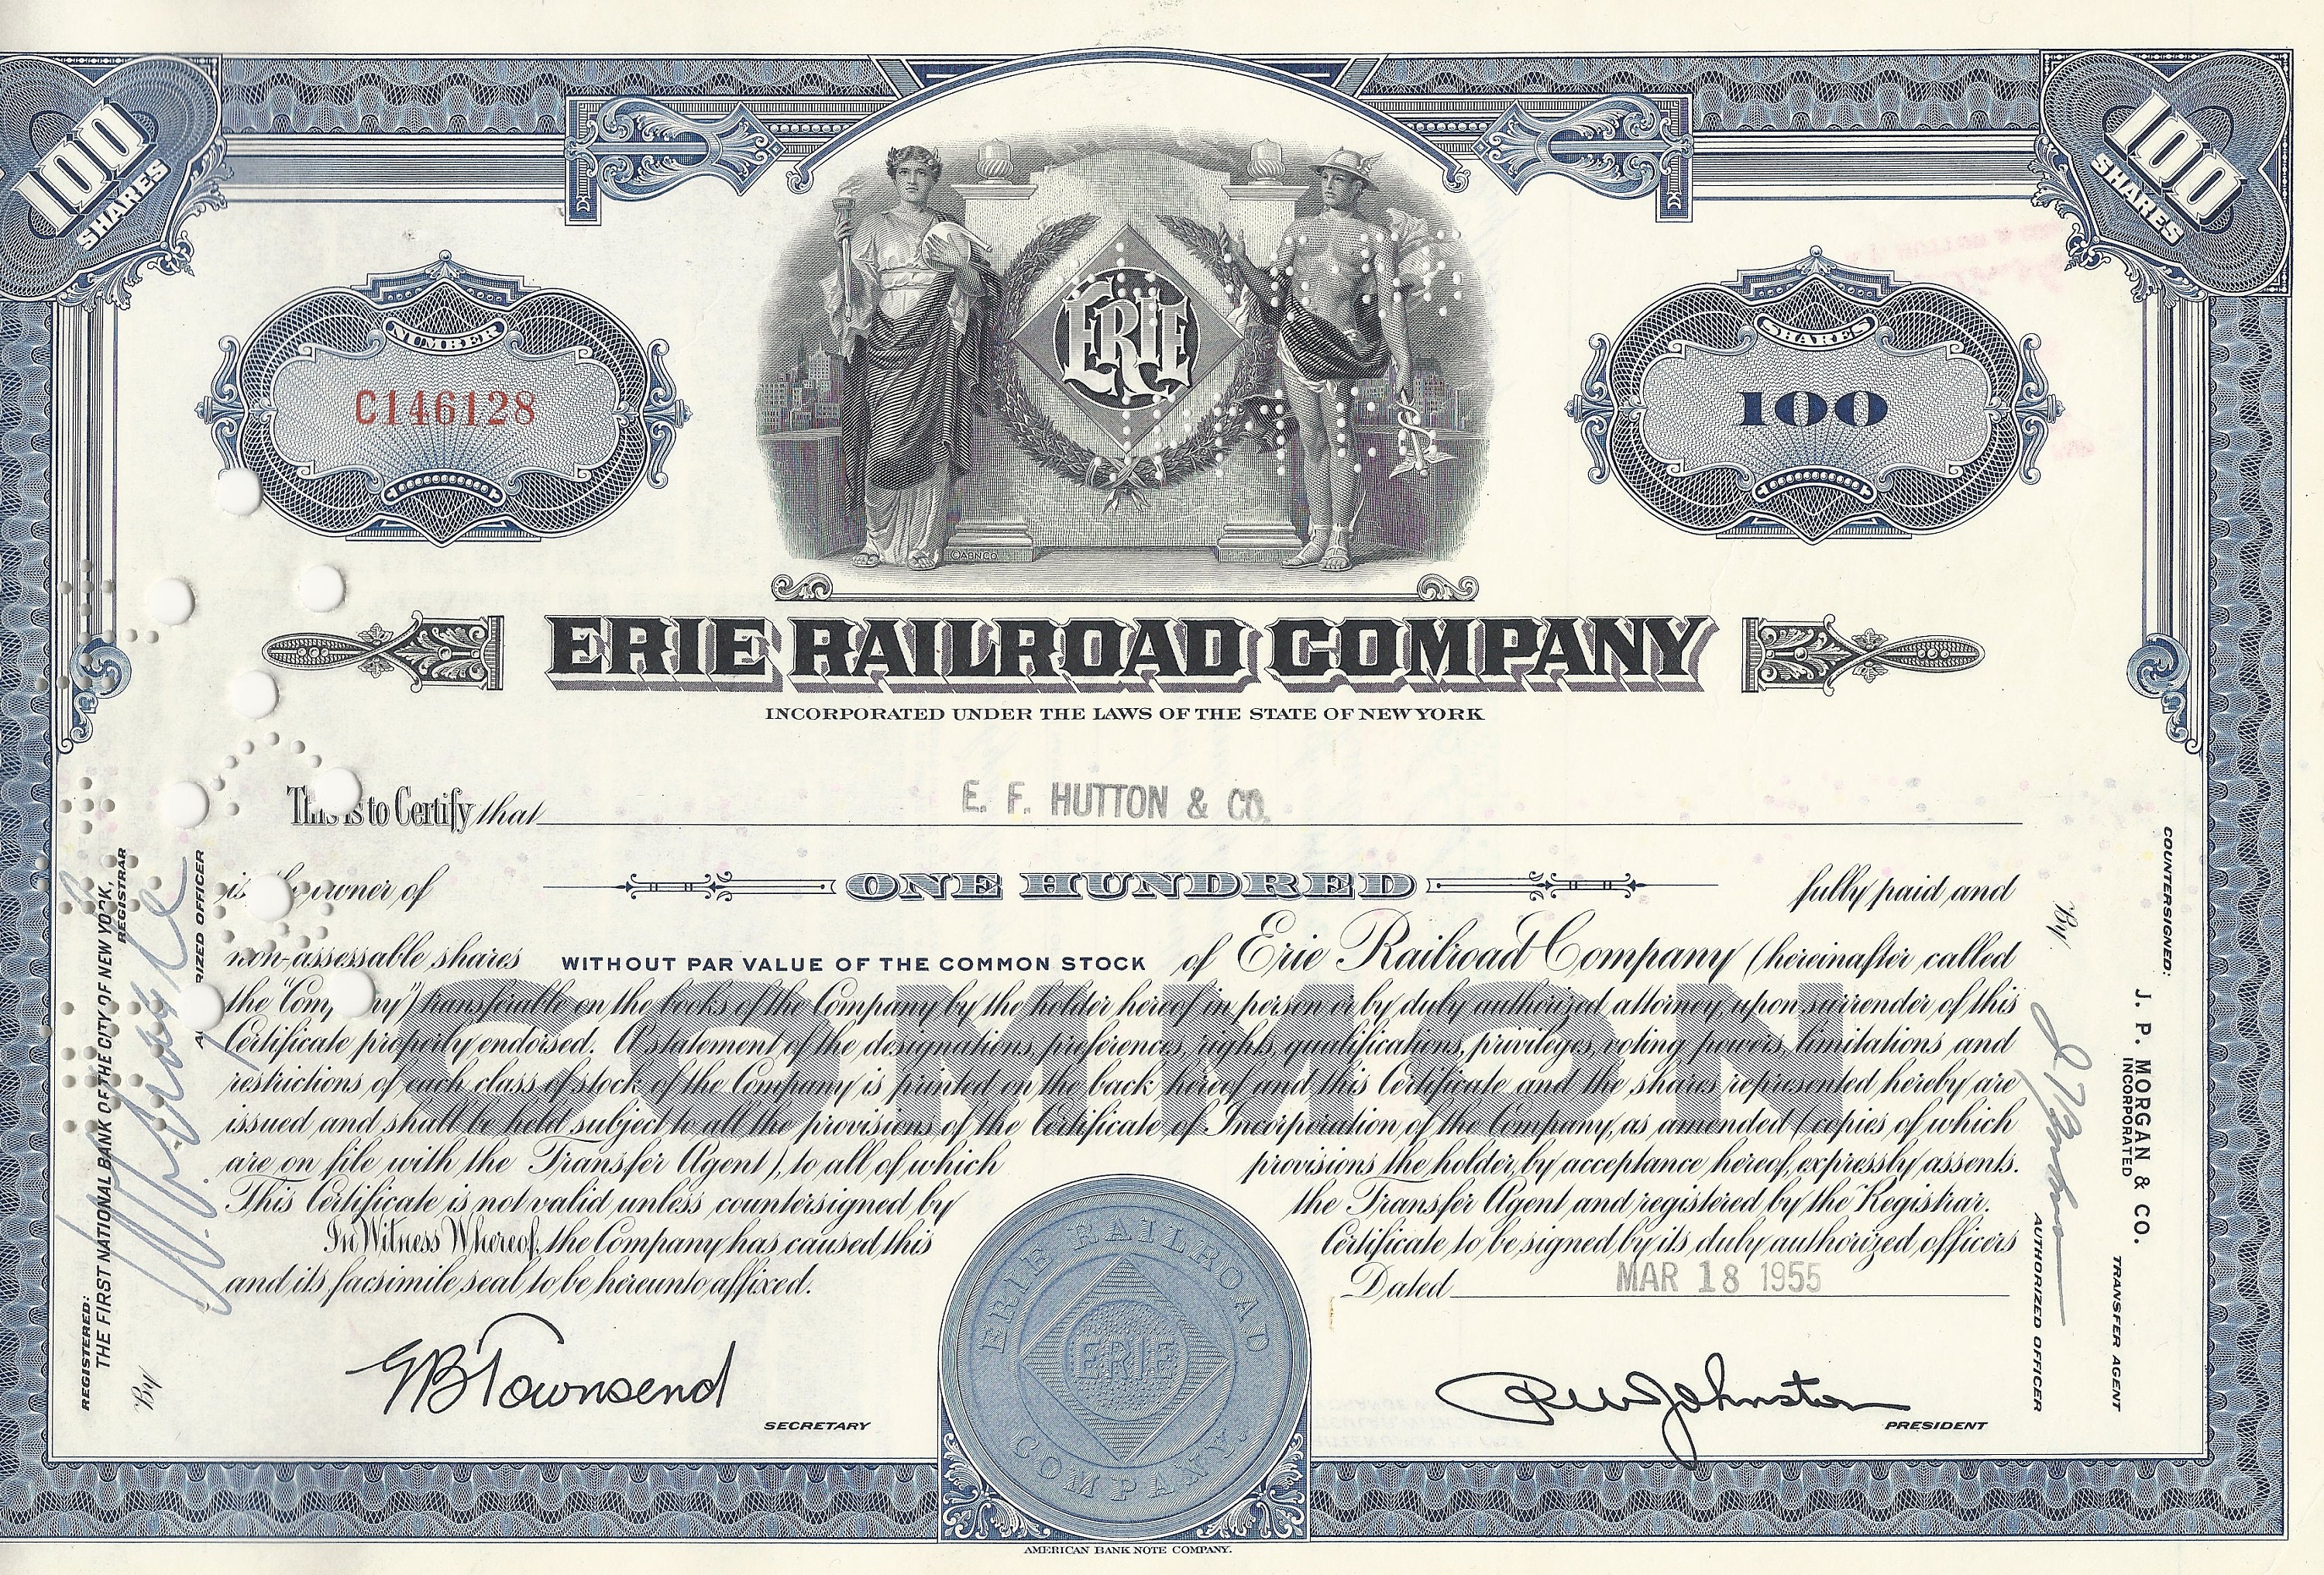 100
SHARES
100
SHARES
NUMBER
C146128
ERIE
SHARES
100
©ABNCO
ERIE RAILROAD COMPANY
INCORPORATED UNDER THE LAWS OF THE STATE OF NEW YORK
This is to Certify that E. F. HUTTON & CO.
is the owner of ONE HUNDRED fully paid and
non-assessable shares WITHOUT PAR VALUE OF THE COMMON STOCK of Erie Railroad Company (hereinafter called
the "Company") transferable on the books of the Company by the holder hereof in person or by duly authorized attorney upon surrender of this
Certificate properly endorsed. A statement of the designations, preferences, rights, qualifications, privileges, voting powers, limitations and
restrictions of each class of stock of the Company is printed on the back hereof and this Certificate and the shares represented hereby are
issued and shall be held subject to all the provisions of the Certificate of Incorporation of the Company, as amended (copies of which
are on file with the Transfer Agent), to all of which provisions the holder, by acceptance hereof, expressly assents.
This Certificate is not valid unless countersigned by the Transfer Agent and registered by the Registrar.
In Witness Whereof, the Company has caused this Certificate to be signed by its duly authorized officers
and its facsimile seal to be hereunto affixed. Dated MAR 18 1955
COMMON
GB Townsend
SECRETARY
ERIE RAILROAD
ERIE
COMPANY.
PW Johnston
PRESIDENT
REGISTERED:
THE FIRST NATIONAL BANK OF THE CITY OF NEW YORK,
REGISTRAR
By
AUTHORIZED OFFICER
COUNTERSIGNED:
J. P. MORGAN & CO.
INCORPORATED
TRANSFER AGENT
By
AUTHORIZED OFFICER
AMERICAN BANK NOTE COMPANY.